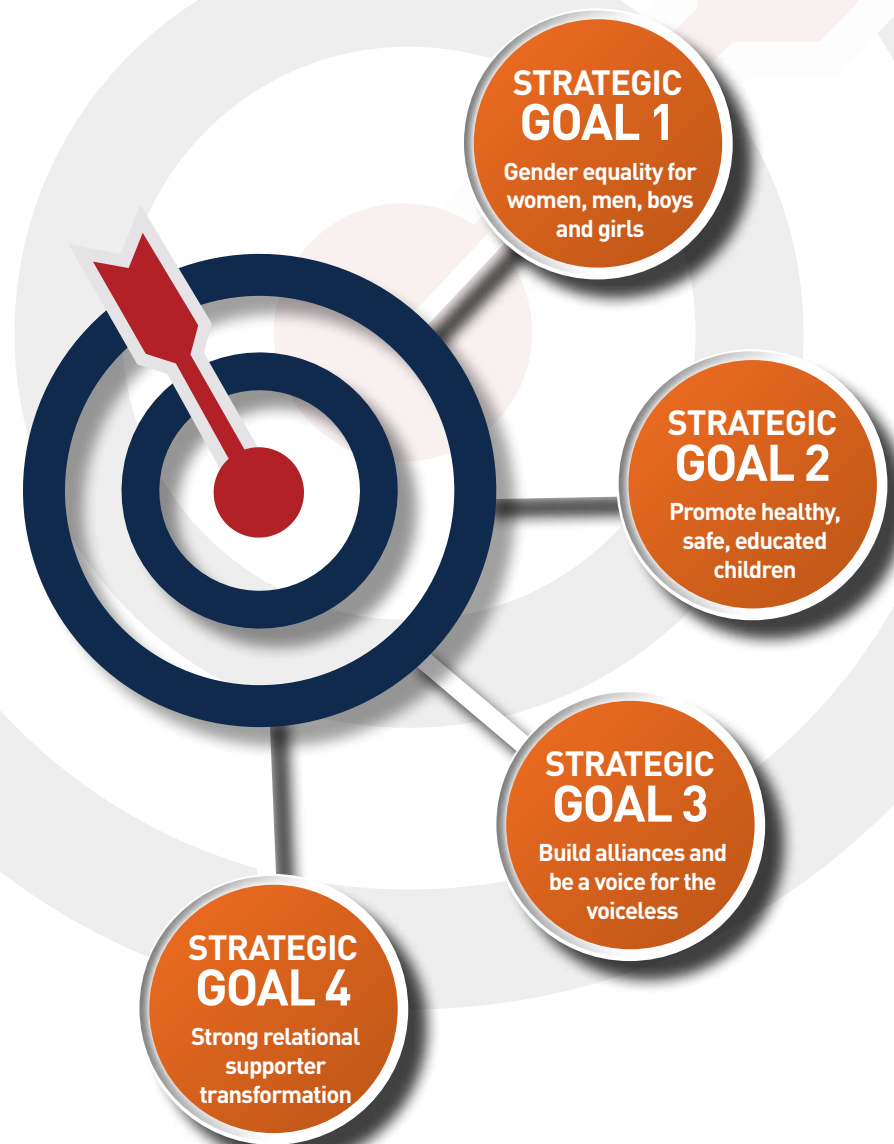 STRATEGIC
GOAL 1
Gender equality for
women, men, boys
and girls
STRATEGIC
GOAL 2
Promote healthy,
safe, educated
children
STRATEGIC
GOAL 3
Build alliances and
be a voice for the
voiceless
STRATEGIC
GOAL 4
Strong relational
supporter
transformation